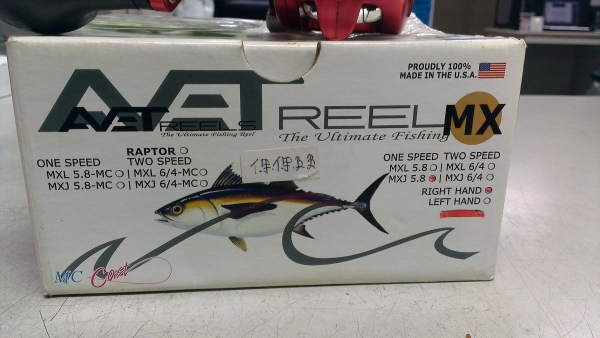 PROUDLY 100%
MADE IN THE U.S.A.
AVET REEL MX
The Ultimate Fishing
AVET REELS
The Ultimate Fishing Reel
RAPTOR
ONE SPEED TWO SPEED
MXL 5.8-MC | MXL 6/4-MC
MXJ 5.8-MC | MXJ 6/4-MC
ONE SPEED TWO SPEED
MXL 5.8 | MXL 6/4
MXJ 5.8 | MXJ 6/4
RIGHT HAND
LEFT HAND
MC Cast